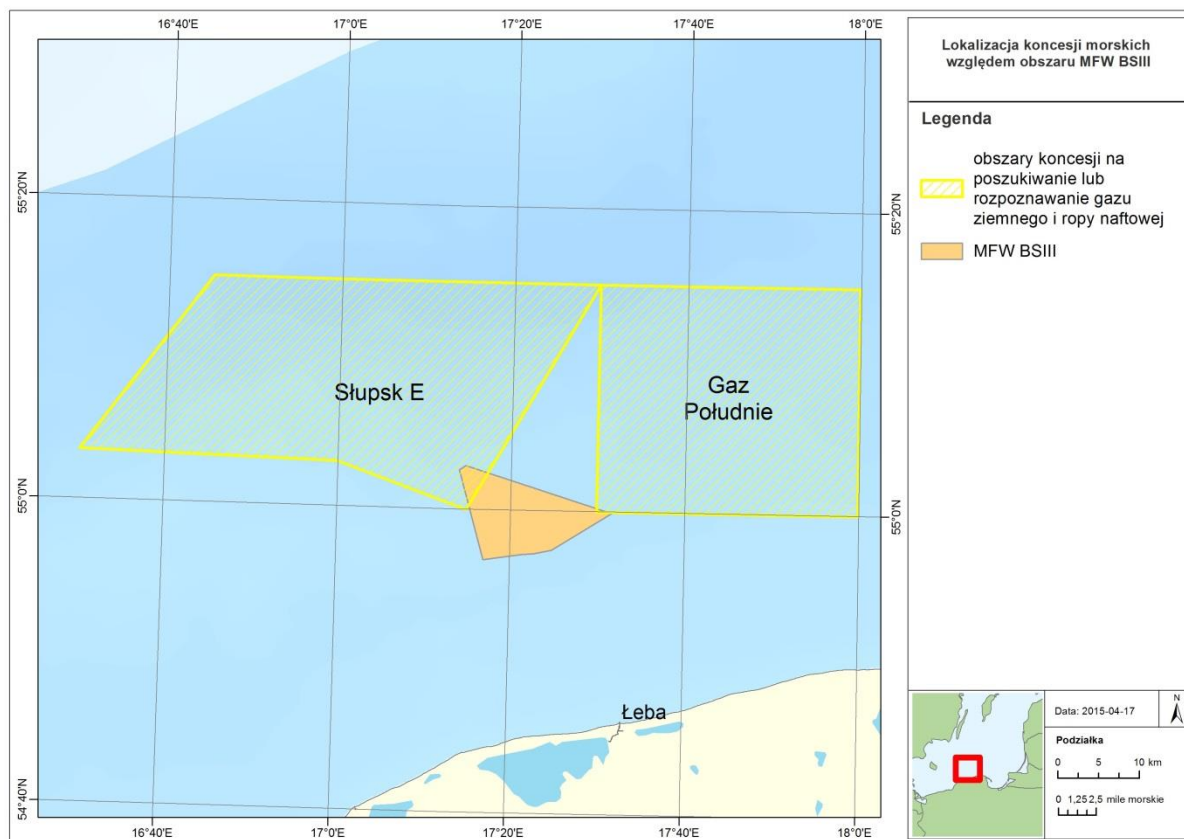 16°40'E 17°0'E 17°20'E 17°40'E 18°0'E
55°20'N
55°0'N
54°40'N
55°20'N
55°0'N
Słupsk E
Gaz
Południe
Łeba
16°40'E 17°0'E 17°20'E 17°40'E 18°0'E
Lokalizacja koncesji morskich
względem obszaru MFW BSIII
Legenda
obszary koncesji na
poszukiwanie lub
rozpoznawanie gazu
ziemnego i ropy naftowej
MFW BSIII
Data: 2015-04-17
N
Podziałka
0 5 10 km
0 1,25 2,5 mile morskie